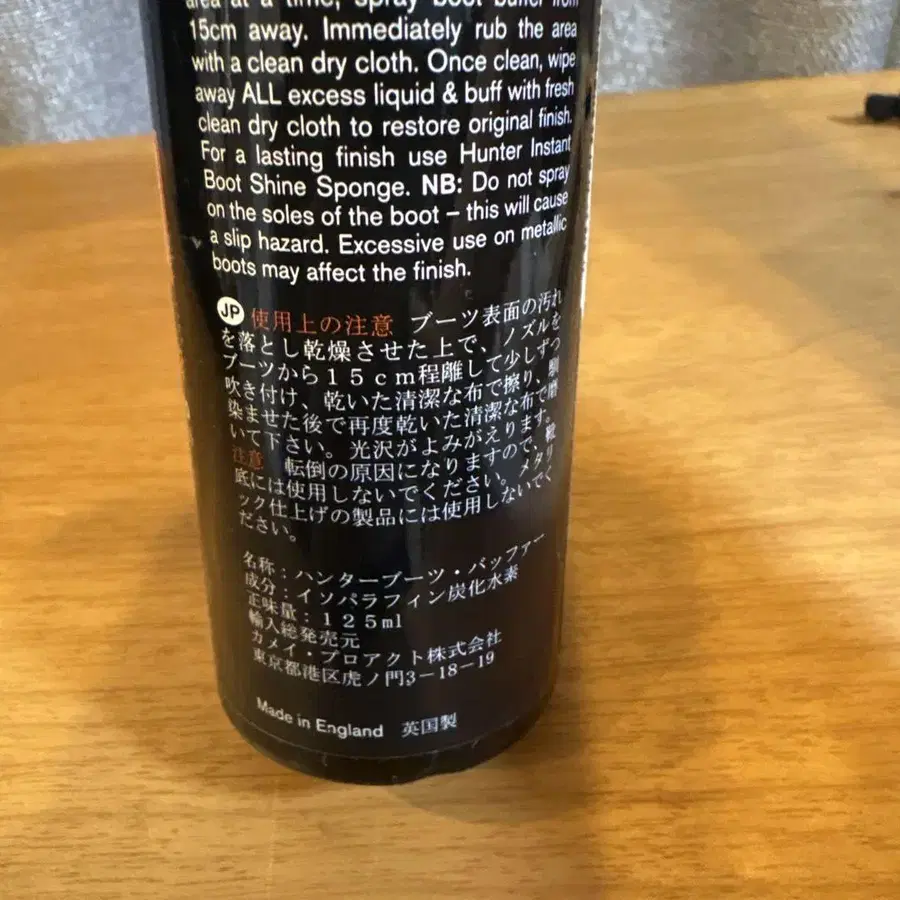 area at a time, spray boot buffer from
15cm away. Immediately rub the area
with a clean dry cloth. Once clean, wipe
away ALL excess liquid & buff with fresh
clean dry cloth to restore original finish.
For a lasting finish use Hunter Instant
Boot Shine Sponge. NB: Do not spray
on the soles of the boot – this will cause
a slip hazard. Excessive use on metallic
boots may affect the finish.
JP 使用上の注意 ブーツ表面の汚れ
を落とし乾燥させた上で、ノズルを
ブーツから15cm程離して少しずつ
吹き付け、乾いた清潔な布で擦り、馴
染ませた後で再度乾いた清潔な布で磨
いて下さい。光沢がよみがえります。
注意 転倒の原因になりますので、靴
底には使用しないでください。メタリ
ック仕上げの製品には使用しないでく
ださい。
名称：ハンターブーツ・バッファー
成分：イソパラフィン炭化水素
正味量：125ml
輸入総発売元
カメイ・プロアクト株式会社
東京都港区虎ノ門3-18-19
Made in England 英国製